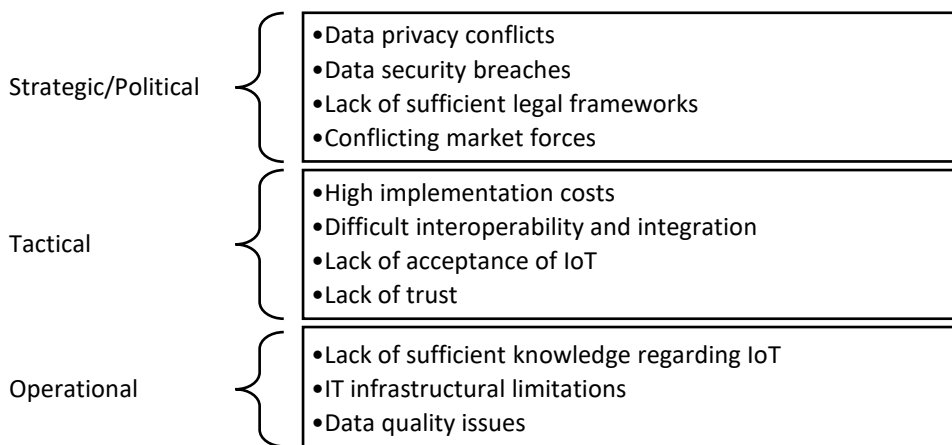 Strategic/Political
•Data privacy conflicts
•Data security breaches
•Lack of sufficient legal frameworks
•Conflicting market forces
Tactical
•High implementation costs
•Difficult interoperability and integration
•Lack of acceptance of IoT
•Lack of trust
Operational
•Lack of sufficient knowledge regarding IoT
•IT infrastructural limitations
•Data quality issues